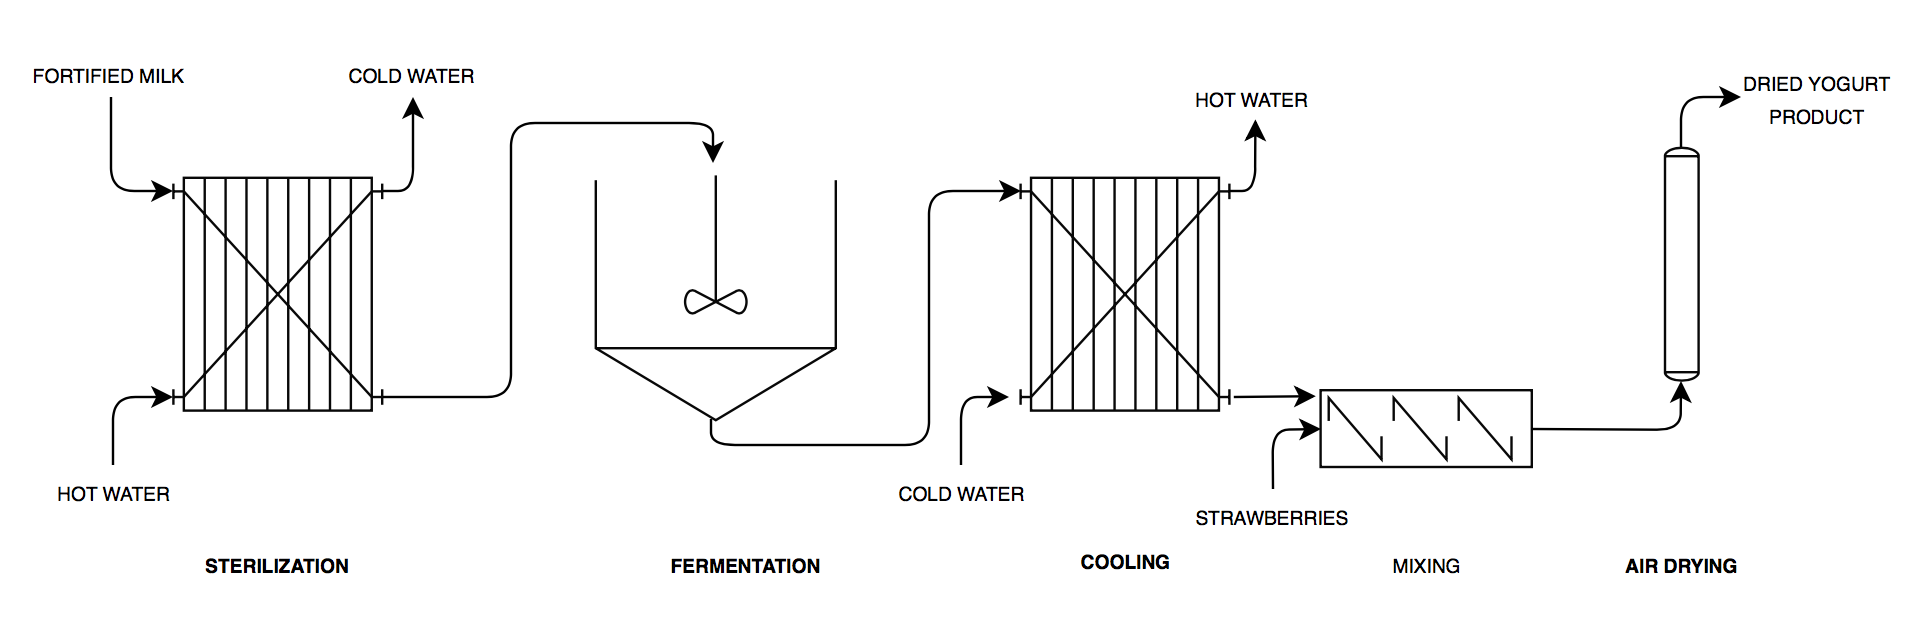 FORTIFIED MILK
COLD WATER
HOT WATER
DRIED YOGURT
PRODUCT
HOT WATER
COLD WATER
STRAWBERRIES
STERILIZATION
FERMENTATION
COOLING
MIXING
AIR DRYING